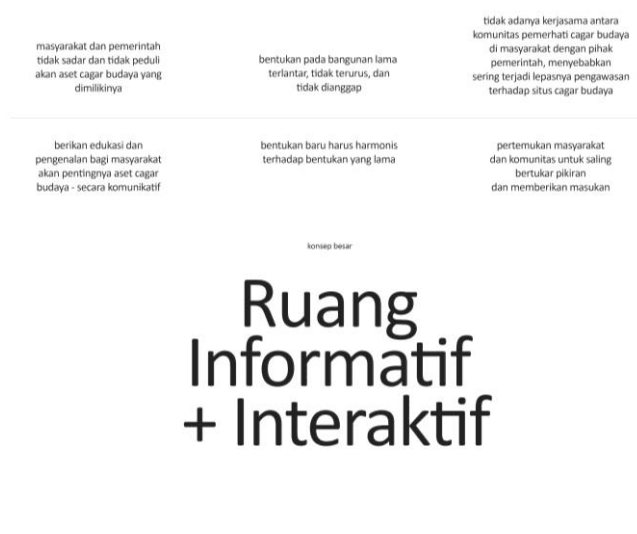 masyarakat dan pemerintah
tidak sadar dan tidak peduli
akan aset cagar budaya yang
dimilikinya
bentukan pada bangunan lama
terlantar, tidak terurus, dan
tidak dianggap
tidak adanya kerjasama antara
komunitas pemerhati cagar budaya
di masyarakat dengan pihak
pemerintah, menyebabkan
sering terjadi lepasnya pengawasan
terhadap situs cagar budaya
berikan edukasi dan
pengenalan bagi masyarakat
akan pentingnya aset cagar
budaya - secara komunikatif
bentukan baru harus harmonis
terhadap bentukan yang lama
pertemukan masyarakat
dan komunitas untuk saling
bertukar pikiran
dan memberikan masukan
konsep besar
Ruang
Informatif
+ Interaktif